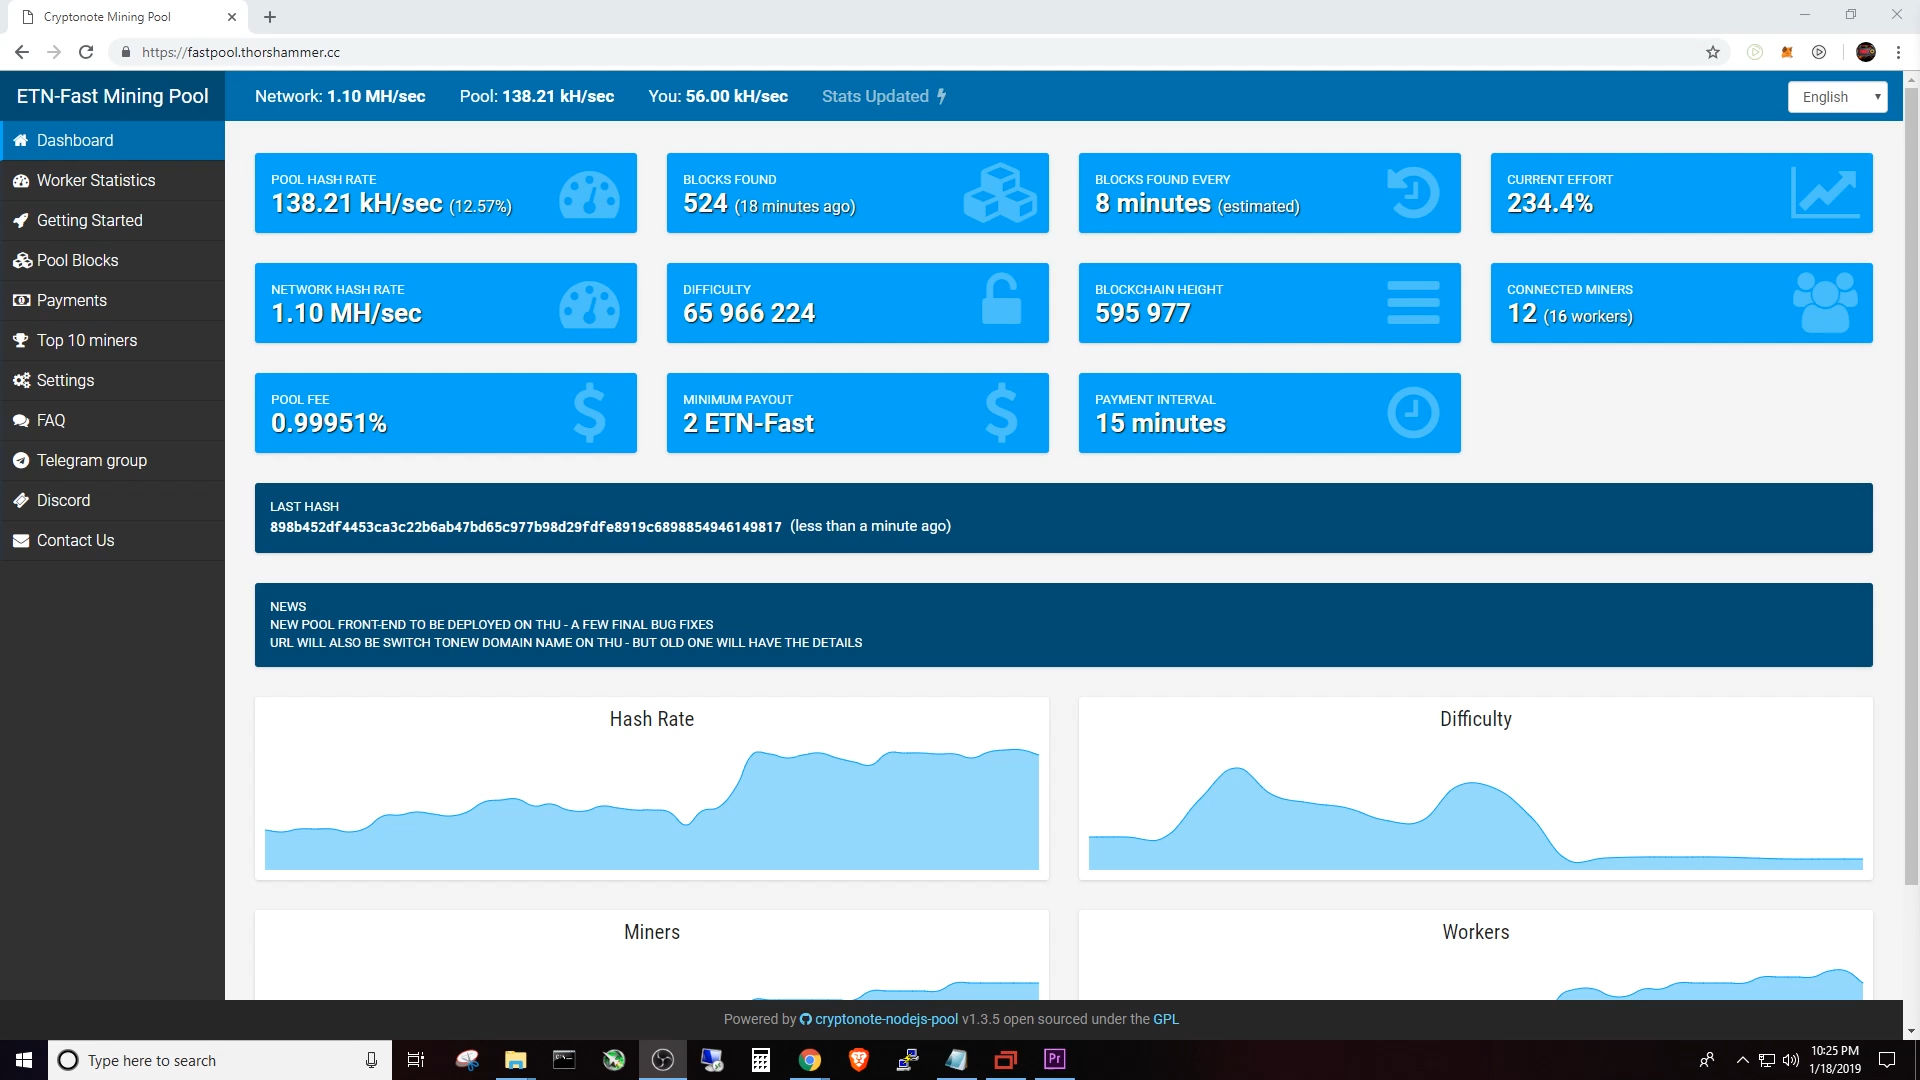 Cryptonote Mining Pool
https://fastpool.thorshammer.cc
ETN-Fast Mining Pool
Network: 1.10 MH/sec
Pool: 138.21 kH/sec
You: 56.00 kH/sec
Stats Updated
English
Dashboard
Worker Statistics
Getting Started
Pool Blocks
Payments
Top 10 miners
Settings
FAQ
Telegram group
Discord
Contact Us
POOL HASH RATE
138.21 kH/sec (12.57%)
BLOCKS FOUND
524 (18 minutes ago)
BLOCKS FOUND EVERY
8 minutes (estimated)
CURRENT EFFORT
234.4%
NETWORK HASH RATE
1.10 MH/sec
DIFFICULTY
65 966 224
BLOCKCHAIN HEIGHT
595 977
CONNECTED MINERS
12 (16 workers)
POOL FEE
0.99951%
MINIMUM PAYOUT
2 ETN-Fast
PAYMENT INTERVAL
15 minutes
LAST HASH
898b452df4453ca3c22b6ab47bd65c977b98d29fdfe8919c6898854946149817 (less than a minute ago)
NEWS
NEW POOL FRONT-END TO BE DEPLOYED ON THU - A FEW FINAL BUG FIXES
URL WILL ALSO BE SWITCH TONEW DOMAIN NAME ON THU - BUT OLD ONE WILL HAVE THE DETAILS
Hash Rate
Difficulty
Miners
Workers
Powered by cryptonote-nodejs-pool v1.3.5 open sourced under the GPL
Type here to search
Pr
10:25 PM
1/18/2019